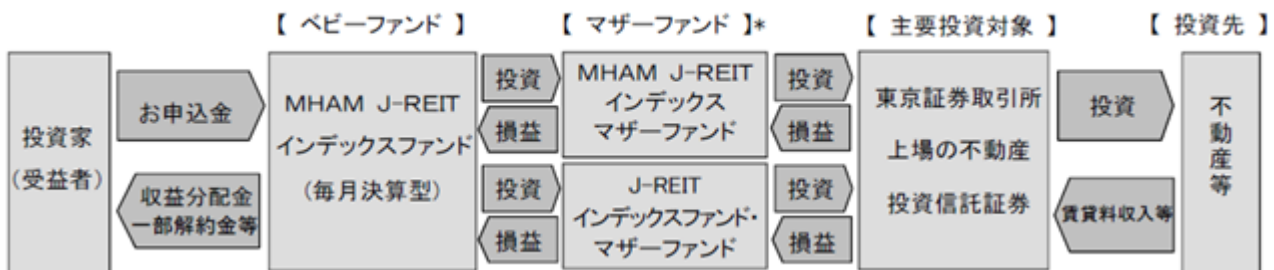 【 ベビーファンド 】
【 マザーファンド 】*
【 主要投資対象 】
【 投資先 】
投資家
(受益者)
お申込金
収益分配金
一部解約金等
MHAM J-REIT
インデックスファンド
(毎月決算型)
投資
損益
投資
損益
MHAM J-REIT
インデックス
マザーファンド
J-REIT
インデックスファンド・
マザーファンド
投資
損益
投資
損益
東京証券取引所
上場の不動産
投資信託証券
投資
賃貸料収入等
不動産等